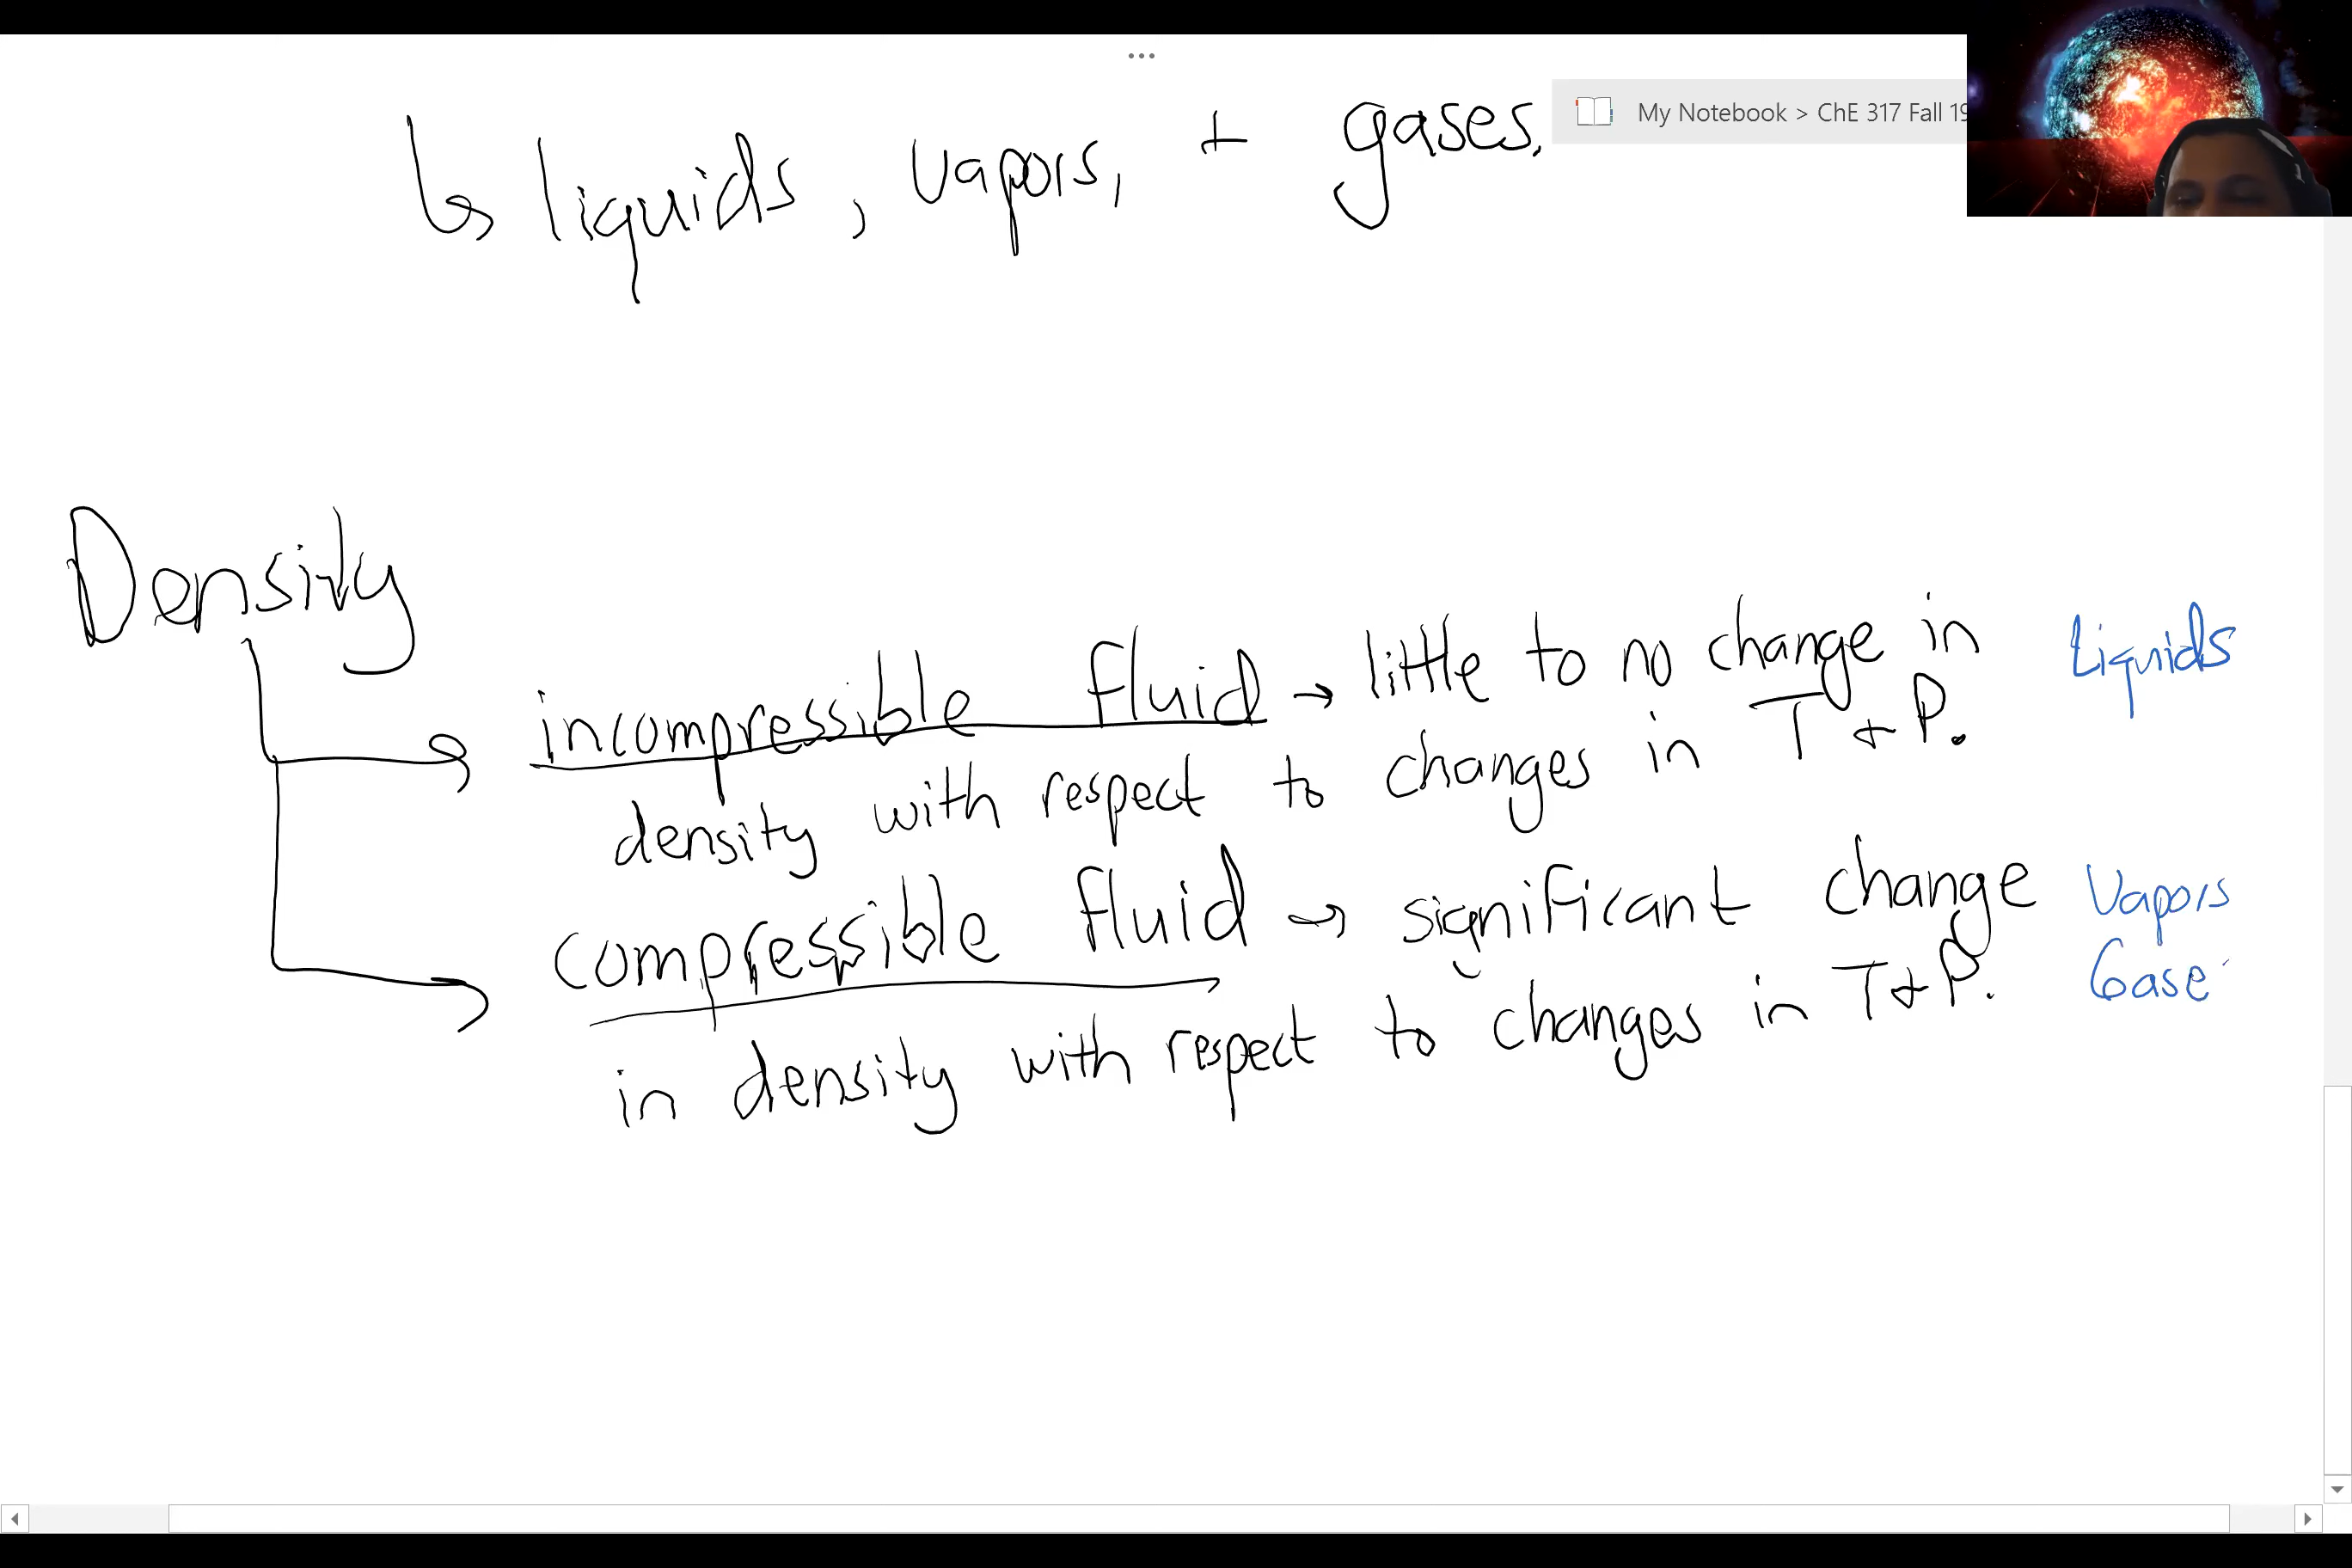 ↳ liquids, vapors, + gases.
My Notebook > ChE 317 Fall 19
Density
incompressible fluid → little to no change in
density with respect to changes in T & P.
Liquids
compressible fluid → significant change
in density with respect to changes in T & P.
Vapors
Gase